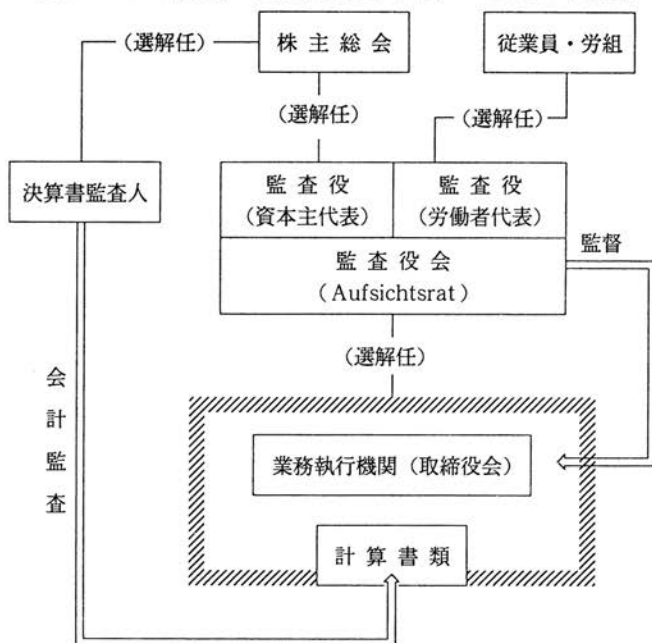 (選解任)
株主総会
従業員・労組
(選解任)
(選解任)
決算書監査人
監査役
(資本主代表)
監査役
(労働者代表)
監督
監査役会
(Aufsichtsrat)
(選解任)
会計監査
業務執行機関(取締役会)
計算書類